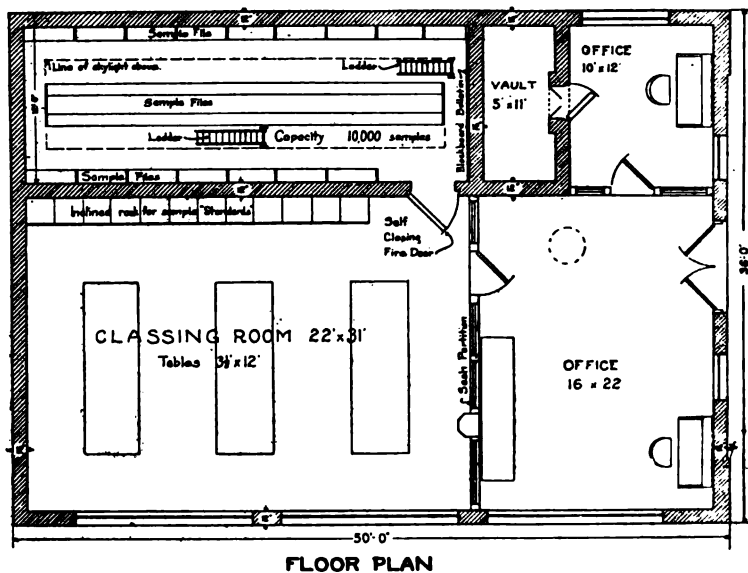 Sample File
Line of skylight above.
Ladder
Sample Files
Ladder
Capacity 10,000 samples
Sample Files
Blackboard Bulletins
VAULT
5' x 11'
OFFICE
10' x 12'
Inclined rack for sample "Standards"
Self
Closing
Fire Door
CLASSING ROOM 22' x 31'
Tables 3½' x 12'
Sash Partition
OFFICE
16 x 22
36'-0"
50'-0"
FLOOR PLAN